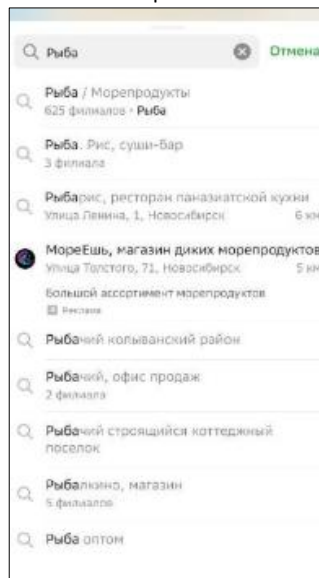 Рыба
Отмена
Рыба / Морепродукты
625 филиалов • Рыба
Рыба. Рис, суши-бар
3 филиала
Рыбарис, ресторан паназиатской кухни
Улица Ленина, 1, Новосибирск 6 км
МореЕшь, магазин диких морепродуктов
Улица Толстого, 71, Новосибирск 5 км
Большой ассортимент морепродуктов
Реклама
Рыбачий колыванский район
Рыбачий, офис продаж
2 филиала
Рыбачий строящийся коттеджный
поселок
Рыбалкино, магазин
5 филиалов
Рыба оптом